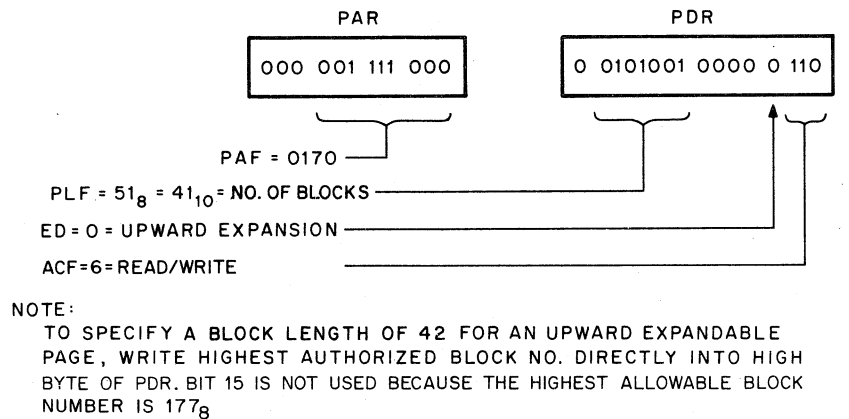 PAR PDR
000 001 111 000 0 0101001 0000 0 110
PAF = 0170
PLF = 51₈ = 41₁₀ = NO. OF BLOCKS
ED = 0 = UPWARD EXPANSION
ACF=6=READ/WRITE
NOTE:
TO SPECIFY A BLOCK LENGTH OF 42 FOR AN UPWARD EXPANDABLE
PAGE, WRITE HIGHEST AUTHORIZED BLOCK NO. DIRECTLY INTO HIGH
BYTE OF PDR. BIT 15 IS NOT USED BECAUSE THE HIGHEST ALLOWABLE BLOCK
NUMBER IS 177₈